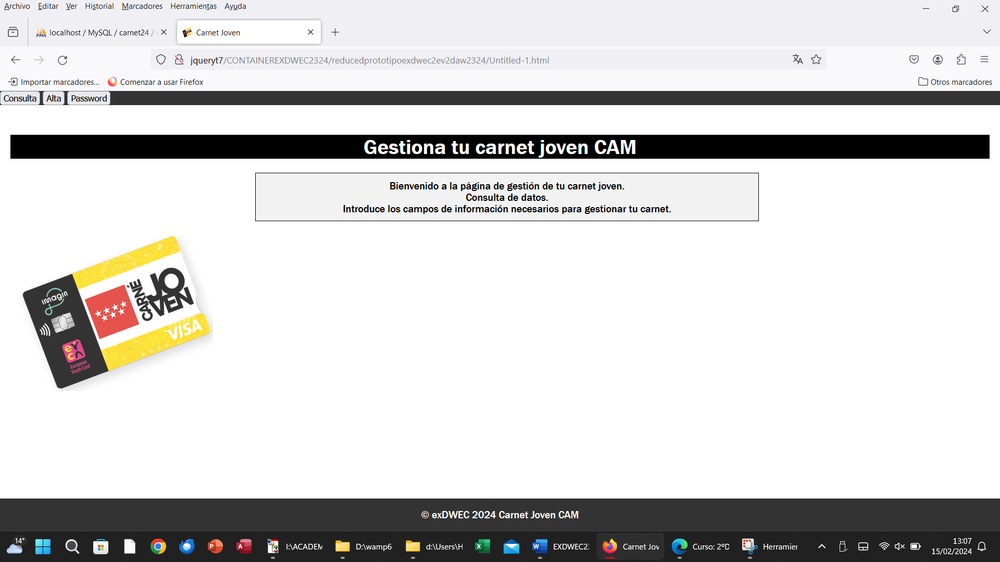 Archivo Editar Ver Historial Marcadores Herramientas Ayuda
localhost / MySQL / carnet24 /
Carnet Joven
jqueryt7/CONTAINEREXDWEC2324/reducedprototipoexdwec2ev2daw2324/Untitled-1.html
Importar marcadores... Comenzar a usar Firefox Otros marcadores
Consulta Alta Password
Gestiona tu carnet joven CAM
Bienvenido a la página de gestión de tu carnet joven.
Consulta de datos.
Introduce los campos de información necesarios para gestionar tu carnet.
imagin
CARNÉ
JO
VEN
VISA
eyca
European
Youth Card
© exDWEC 2024 Carnet Joven CAM
14°
I:\ACADEM
D:\wamp6
d:\Users\H
EXDWEC23
Carnet Jov
Curso: 2ºD
Herramier
13:07
15/02/2024